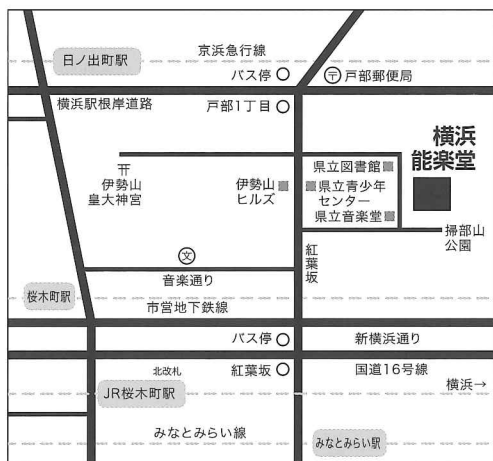 京浜急行線
日ノ出町駅
バス停
〒戸部郵便局
横浜駅根岸道路
戸部1丁目
横浜
能楽堂
県立図書館
伊勢山
皇大神宮
伊勢山
ヒルズ
県立青少年
センター
県立音楽堂
掃部山
公園
紅葉坂
文
音楽通り
桜木町駅
市営地下鉄線
バス停
新横浜通り
北改札
紅葉坂
国道16号線
横浜→
JR桜木町駅
みなとみらい線
みなとみらい駅